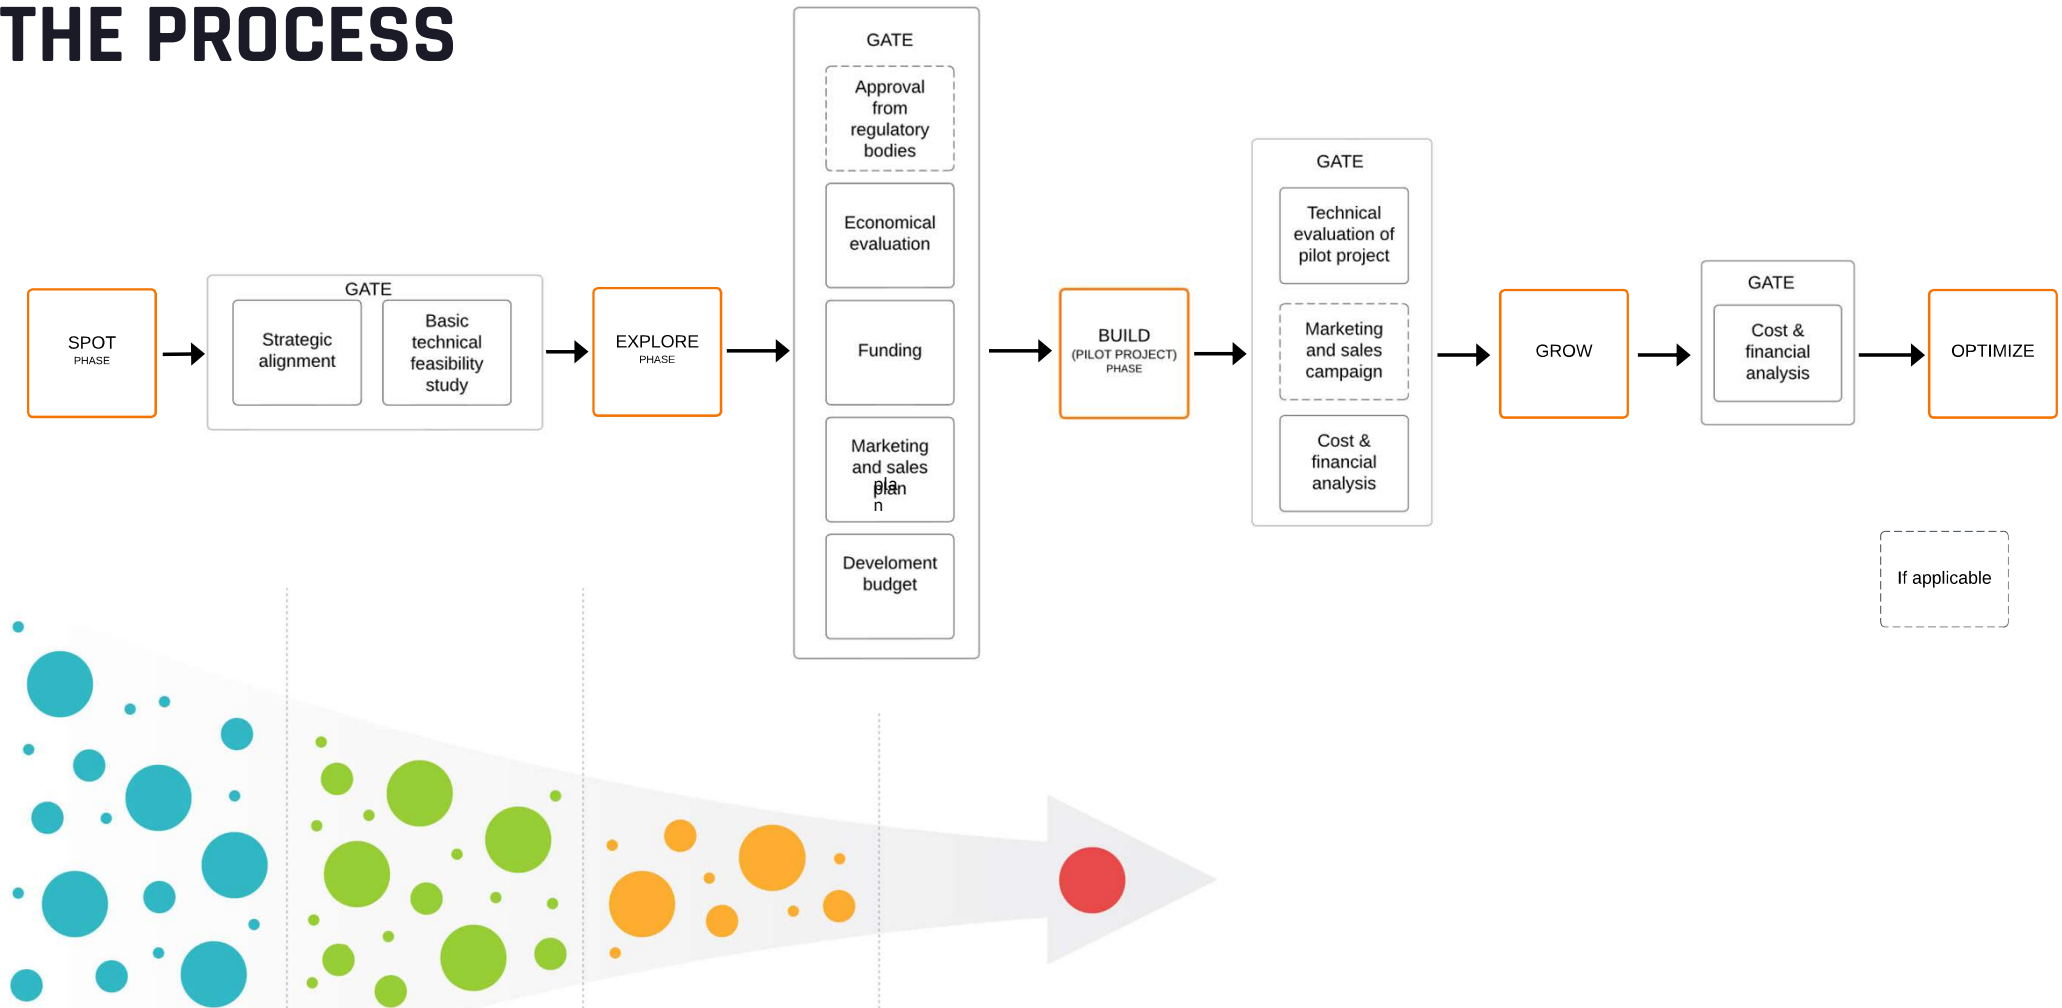 THE PROCESS
SPOT
PHASE
GATE
Strategic
alignment
Basic
technical
feasibility
study
EXPLORE
PHASE
GATE
Approval
from
regulatory
bodies
Economical
evaluation
Funding
Marketing
and sales
plan
pla
n
Develoment
budget
BUILD
(PILOT PROJECT)
PHASE
GATE
Technical
evaluation of
pilot project
Marketing
and sales
campaign
Cost &
financial
analysis
GROW
GATE
Cost &
financial
analysis
OPTIMIZE
If applicable